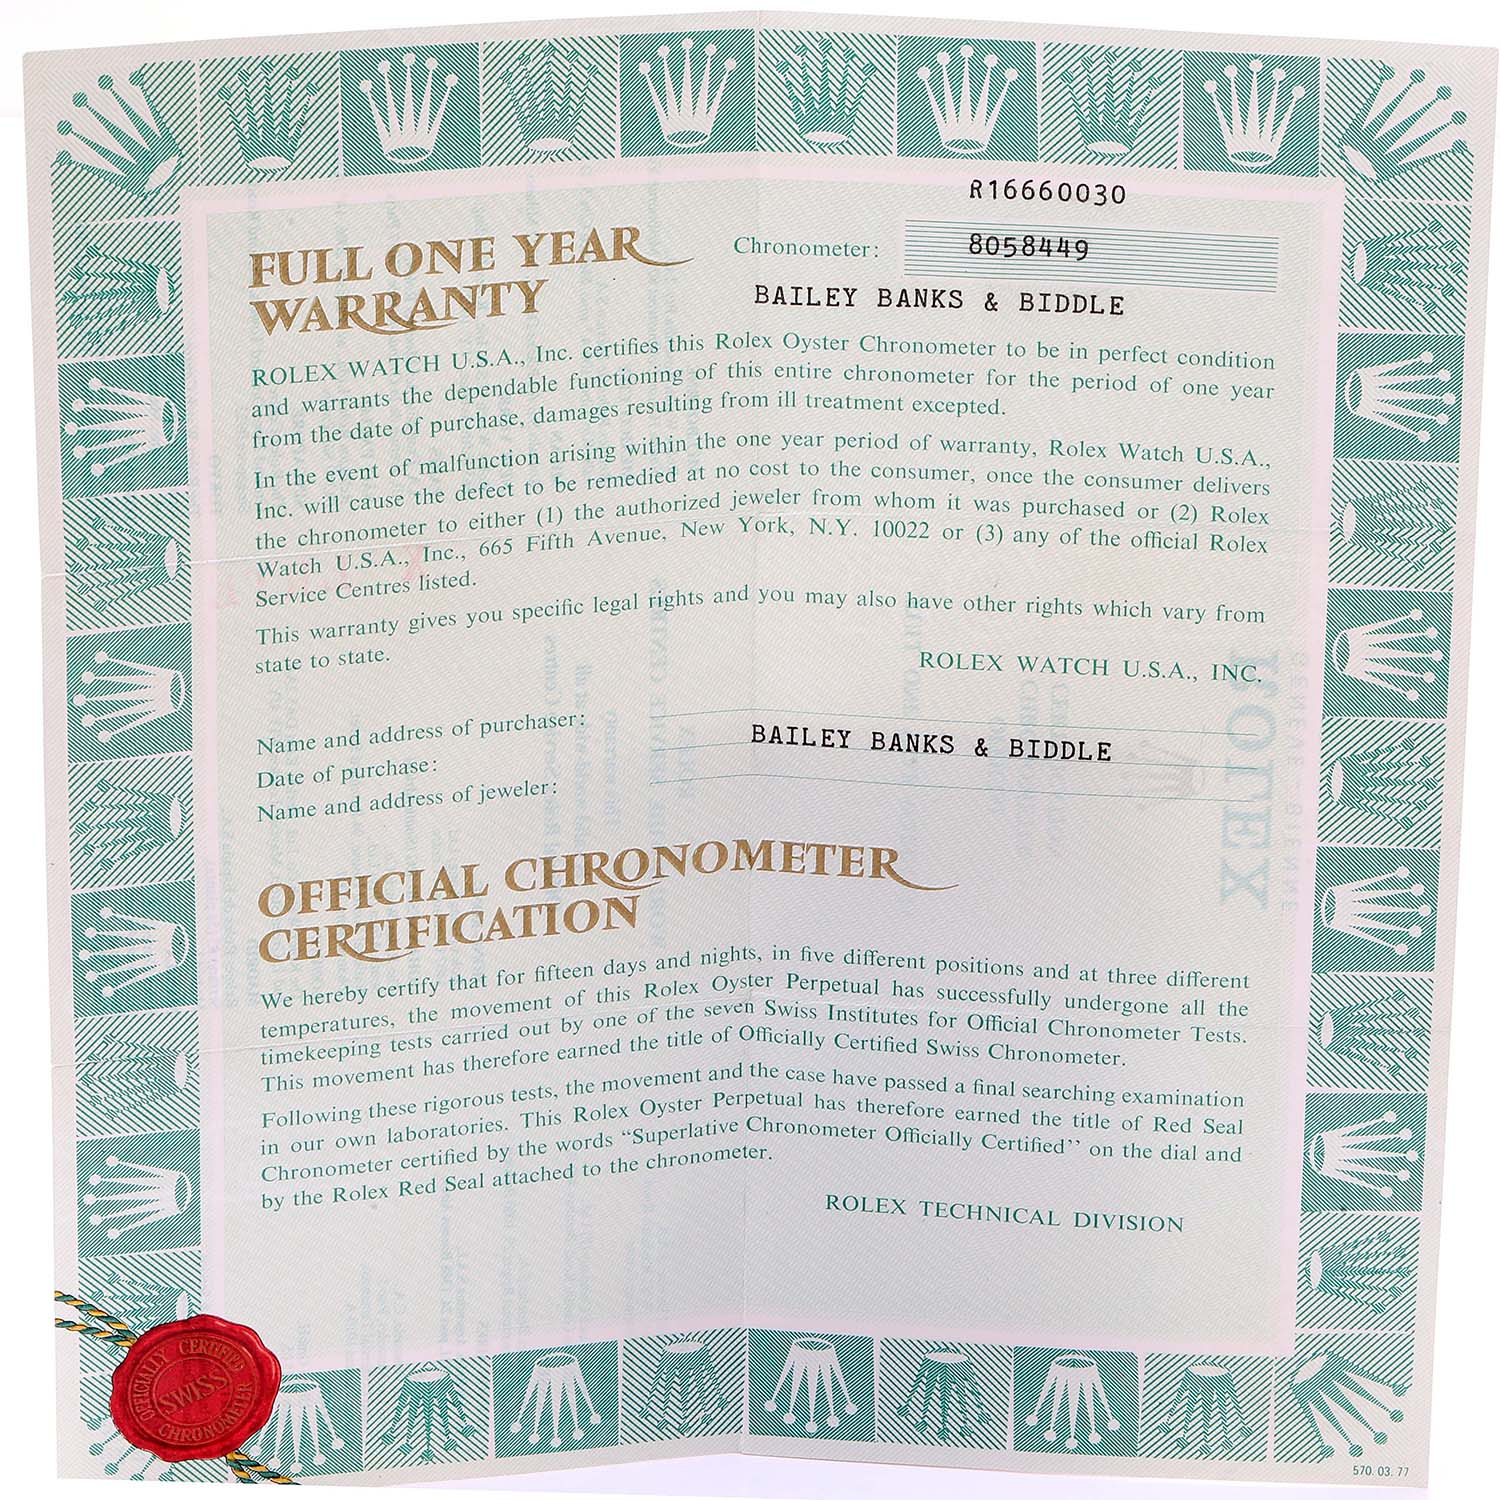 R16660030
FULL ONE YEAR
WARRANTY
Chronometer: 8058449
BAILEY BANKS & BIDDLE
ROLEX WATCH U.S.A., Inc. certifies this Rolex Oyster Chronometer to be in perfect condition
and warrants the dependable functioning of this entire chronometer for the period of one year
from the date of purchase, damages resulting from ill treatment excepted.
In the event of malfunction arising within the one year period of warranty, Rolex Watch U.S.A.,
Inc. will cause the defect to be remedied at no cost to the consumer, once the consumer delivers
the chronometer to either (1) the authorized jeweler from whom it was purchased or (2) Rolex
Watch U.S.A., Inc., 665 Fifth Avenue, New York, N.Y. 10022 or (3) any of the official Rolex
Service Centres listed.
This warranty gives you specific legal rights and you may also have other rights which vary from
state to state.
ROLEX WATCH U.S.A., INC.
Name and address of purchaser:
BAILEY BANKS & BIDDLE
Date of purchase:
Name and address of jeweler:
OFFICIAL CHRONOMETER
CERTIFICATION
We hereby certify that for fifteen days and nights, in five different positions and at three different
temperatures, the movement of this Rolex Oyster Perpetual has successfully undergone all the
timekeeping tests carried out by one of the seven Swiss Institutes for Official Chronometer Tests.
This movement has therefore earned the title of Officially Certified Swiss Chronometer.
Following these rigorous tests, the movement and the case have passed a final searching examination
in our own laboratories. This Rolex Oyster Perpetual has therefore earned the title of Red Seal
Chronometer certified by the words “Superlative Chronometer Officially Certified” on the dial and
by the Rolex Red Seal attached to the chronometer.
ROLEX TECHNICAL DIVISION
OFFICIALLY CERTIFIED
SWISS
CHRONOMETER
570. 03. 77